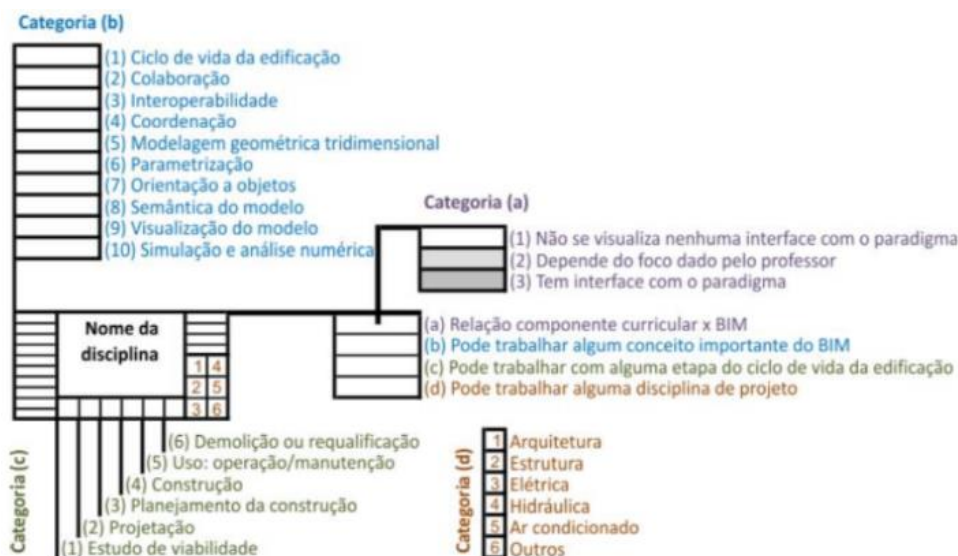 Categoria (b)
(1) Ciclo de vida da edificação
(2) Colaboração
(3) Interoperabilidade
(4) Coordenação
(5) Modelagem geométrica tridimensional
(6) Parametrização
(7) Orientação a objetos
(8) Semântica do modelo
(9) Visualização do modelo
(10) Simulação e análise numérica
Categoria (a)
(1) Não se visualiza nenhuma interface com o paradigma
(2) Depende do foco dado pelo professor
(3) Tem interface com o paradigma
Nome da
disciplina
1 4
2 5
3 6
(a) Relação componente curricular x BIM
(b) Pode trabalhar algum conceito importante do BIM
(c) Pode trabalhar com alguma etapa do ciclo de vida da edificação
(d) Pode trabalhar alguma disciplina de projeto
Categoria (c)
(6) Demolição ou requalificação
(5) Uso: operação/manutenção
(4) Construção
(3) Planejamento da construção
(2) Projetação
(1) Estudo de viabilidade
Categoria (d)
1 Arquitetura
2 Estrutura
3 Elétrica
4 Hidráulica
5 Ar condicionado
6 Outros